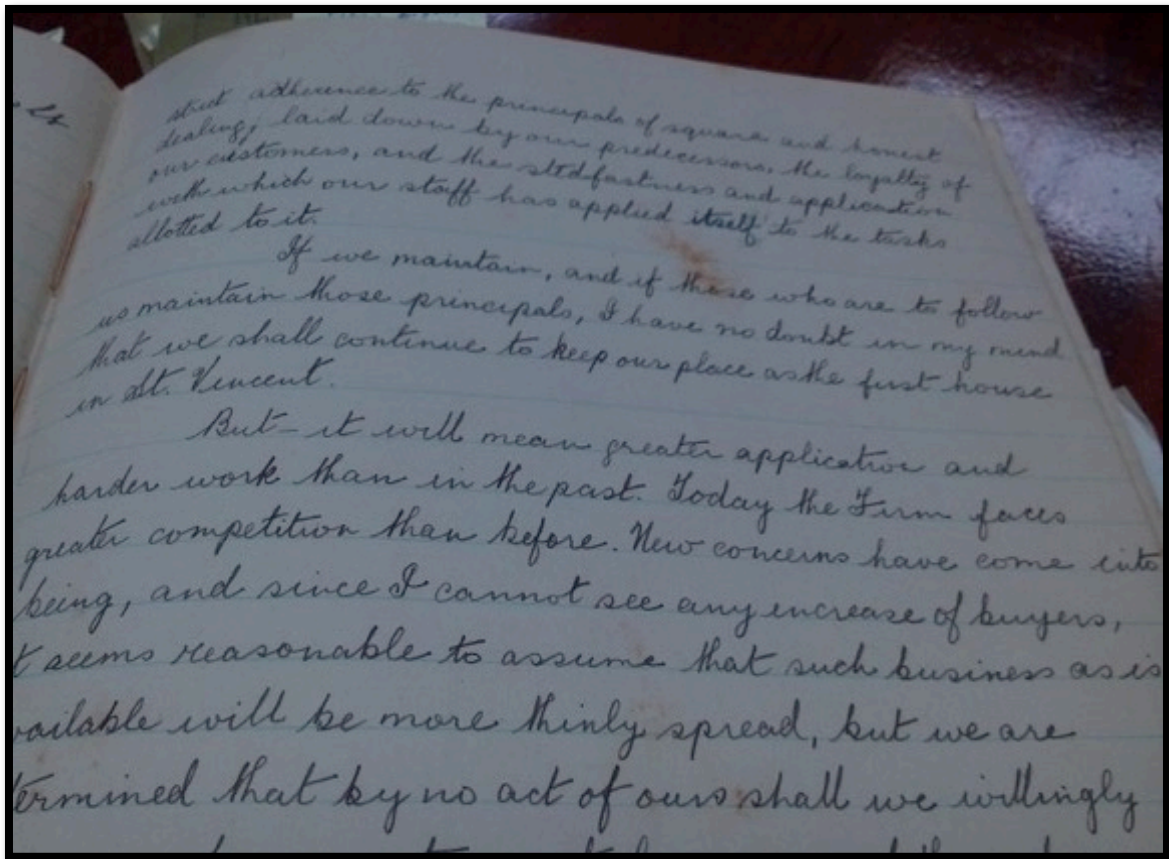 strict adherence to the principals of square and honest
dealing, laid down by our predecessors, the loyalty of
our customers, and the stedfastness and application
with which our staff has applied itself to the tasks
allotted to it.
If we maintain, and if those who are to follow
us maintain those principals, I have no doubt in my mind
that we shall continue to keep our place as the first house
in St. Vincent.
But – it will mean greater application and
harder work than in the past. Today the Firm faces
greater competition than before. New concerns have come into
being, and since I cannot see any increase of buyers,
t seems reasonable to assume that such business as is
vailable will be more thinly spread, but we are
termined that by no act of ours shall we willingly